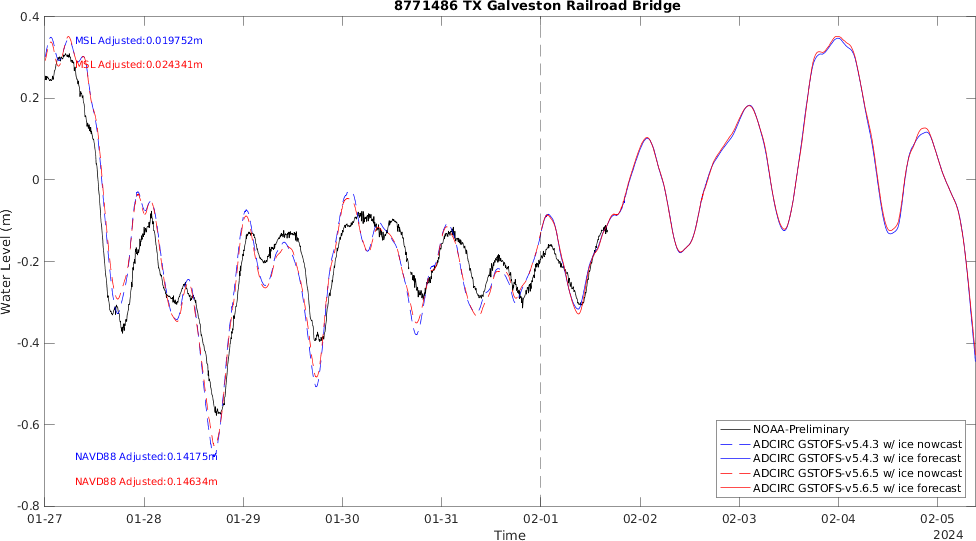 8771486 TX Galveston Railroad Bridge
MSL Adjusted:0.019752m
MSL Adjusted:0.024341m
NAVD88 Adjusted:0.14175m
NAVD88 Adjusted:0.14634m
Water Level (m)
0.4
0.2
0
-0.2
-0.4
-0.6
-0.8
NOAA-Preliminary
ADCIRC GSTOFS-v5.4.3 w/ ice nowcast
ADCIRC GSTOFS-v5.4.3 w/ ice forecast
ADCIRC GSTOFS-v5.6.5 w/ ice nowcast
ADCIRC GSTOFS-v5.6.5 w/ ice forecast
01-27 01-28 01-29 01-30 01-31 02-01 02-02 02-03 02-04 02-05
Time
2024